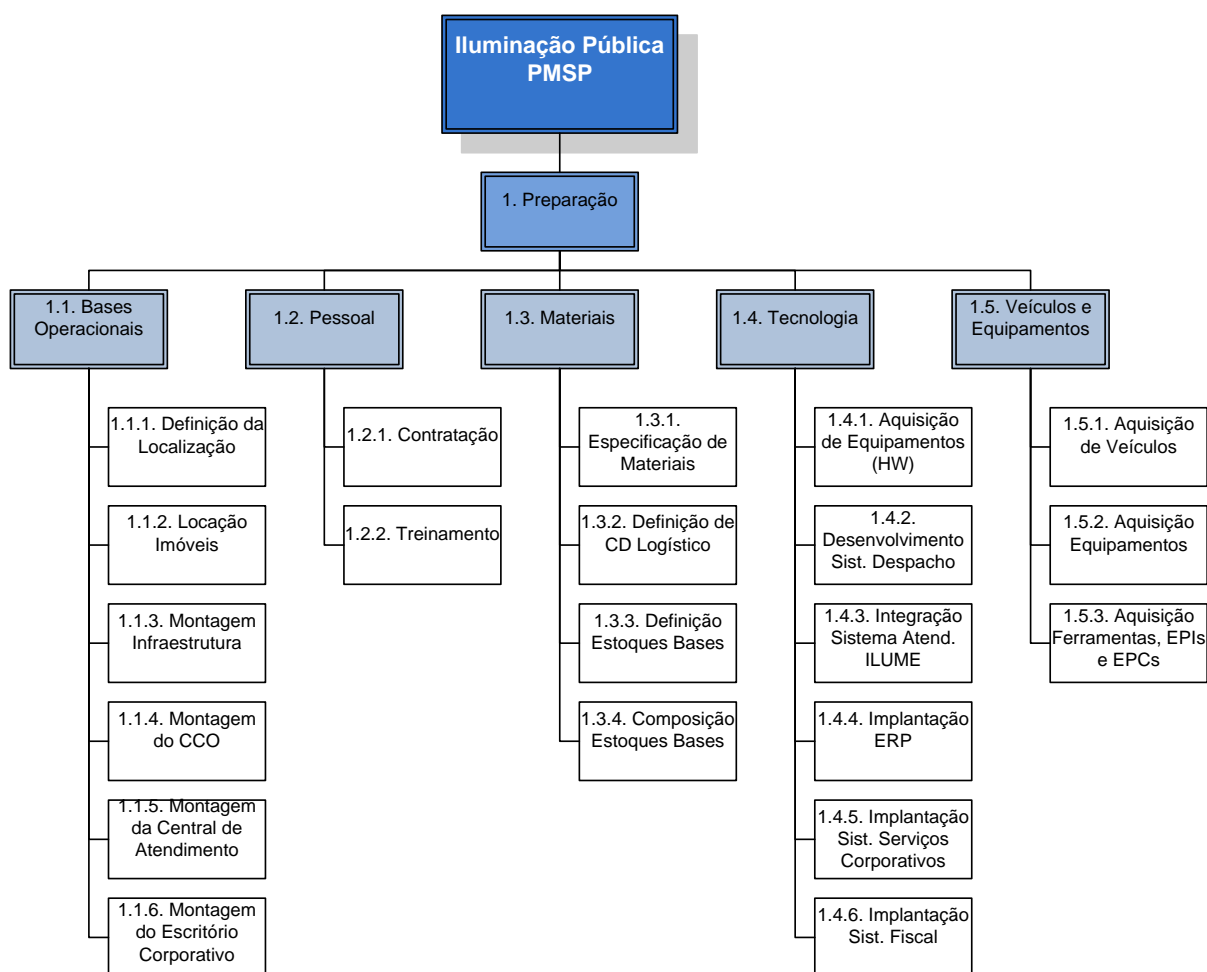 Iluminação Pública
PMSP
1. Preparação
1.1. Bases
Operacionais
1.2. Pessoal
1.3. Materiais
1.4. Tecnologia
1.5. Veículos e
Equipamentos
1.1.1. Definição da
Localização
1.1.2. Locação
Imóveis
1.1.3. Montagem
Infraestrutura
1.1.4. Montagem
do CCO
1.1.5. Montagem
da Central de
Atendimento
1.1.6. Montagem
do Escritório
Corporativo
1.2.1. Contratação
1.2.2. Treinamento
1.3.1.
Especificação de
Materiais
1.3.2. Definição de
CD Logístico
1.3.3. Definição
Estoques Bases
1.3.4. Composição
Estoques Bases
1.4.1. Aquisição
de Equipamentos
(HW)
1.4.2.
Desenvolvimento
Sist. Despacho
1.4.3. Integração
Sistema Atend.
ILUME
1.4.4. Implantação
ERP
1.4.5. Implantação
Sist. Serviços
Corporativos
1.4.6. Implantação
Sist. Fiscal
1.5.1. Aquisição
de Veículos
1.5.2. Aquisição
Equipamentos
1.5.3. Aquisição
Ferramentas, EPIs
e EPCs